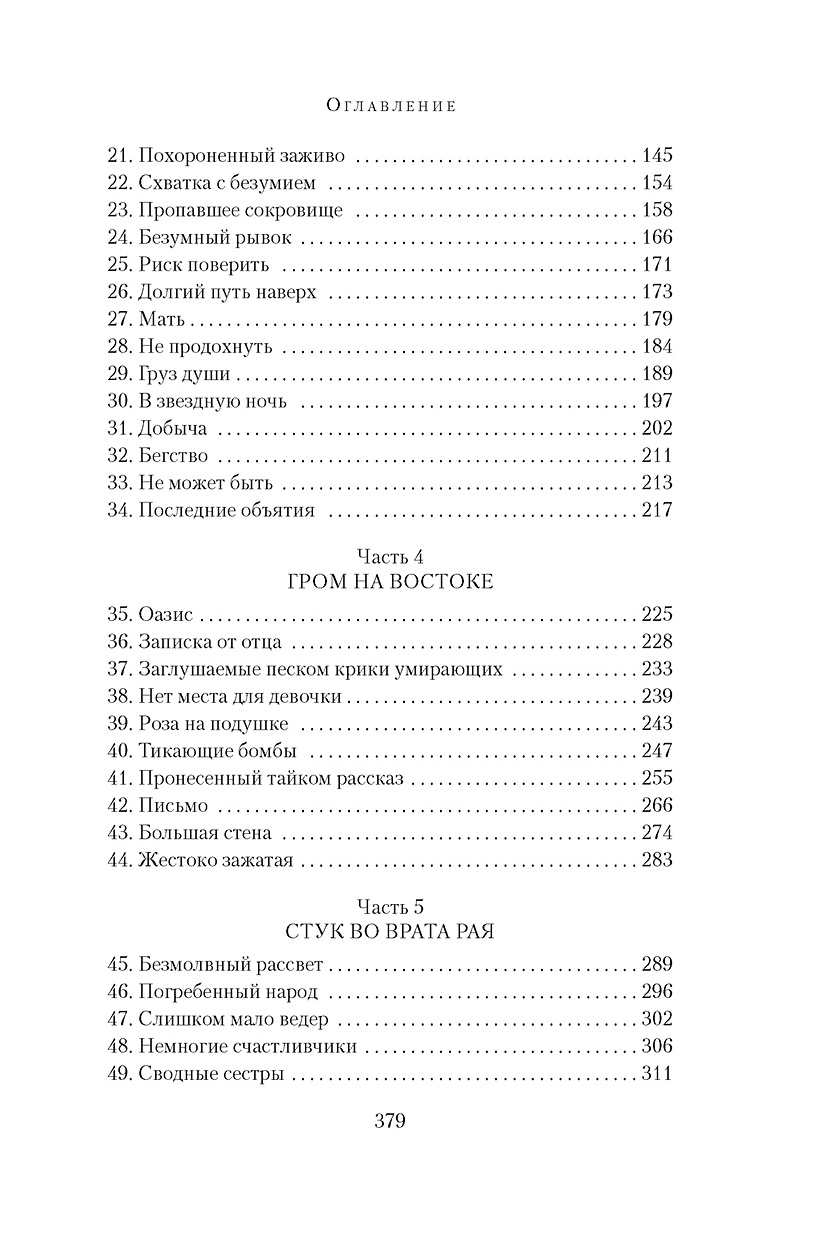 Оглавление
21. Похороненный заживо . . . . . . . . . . . . . . . . . . . . . . . . . . . . . . . 145
22. Схватка с безумием . . . . . . . . . . . . . . . . . . . . . . . . . . . . . . . . . . 154
23. Пропавшее сокровище . . . . . . . . . . . . . . . . . . . . . . . . . . . . . . . 158
24. Безумный рывок . . . . . . . . . . . . . . . . . . . . . . . . . . . . . . . . . . . . . 166
25. Риск поверить . . . . . . . . . . . . . . . . . . . . . . . . . . . . . . . . . . . . . . . 171
26. Долгий путь наверх . . . . . . . . . . . . . . . . . . . . . . . . . . . . . . . . . . 173
27. Мать . . . . . . . . . . . . . . . . . . . . . . . . . . . . . . . . . . . . . . . . . . . . . . . . . 179
28. Не продохнуть . . . . . . . . . . . . . . . . . . . . . . . . . . . . . . . . . . . . . . . 184
29. Груз души . . . . . . . . . . . . . . . . . . . . . . . . . . . . . . . . . . . . . . . . . . . . 189
30. В звездную ночь . . . . . . . . . . . . . . . . . . . . . . . . . . . . . . . . . . . . . 197
31. Добыча . . . . . . . . . . . . . . . . . . . . . . . . . . . . . . . . . . . . . . . . . . . . . . 202
32. Бегство . . . . . . . . . . . . . . . . . . . . . . . . . . . . . . . . . . . . . . . . . . . . . . 211
33. Не может быть . . . . . . . . . . . . . . . . . . . . . . . . . . . . . . . . . . . . . . . 213
34. Последние объятия . . . . . . . . . . . . . . . . . . . . . . . . . . . . . . . . . . 217
Часть 4
ГРОМ НА ВОСТОКЕ
35. Оазис . . . . . . . . . . . . . . . . . . . . . . . . . . . . . . . . . . . . . . . . . . . . . . . . 225
36. Записка от отца . . . . . . . . . . . . . . . . . . . . . . . . . . . . . . . . . . . . . . 228
37. Заглушаемые песком крики умирающих . . . . . . . . . . . . . . 233
38. Нет места для девочки . . . . . . . . . . . . . . . . . . . . . . . . . . . . . . . . 239
39. Роза на подушке . . . . . . . . . . . . . . . . . . . . . . . . . . . . . . . . . . . . . 243
40. Тикающие бомбы . . . . . . . . . . . . . . . . . . . . . . . . . . . . . . . . . . . . 247
41. Пронесенный тайком рассказ . . . . . . . . . . . . . . . . . . . . . . . . . 255
42. Письмо . . . . . . . . . . . . . . . . . . . . . . . . . . . . . . . . . . . . . . . . . . . . . . 266
43. Большая стена . . . . . . . . . . . . . . . . . . . . . . . . . . . . . . . . . . . . . . . 274
44. Жестоко зажатая . . . . . . . . . . . . . . . . . . . . . . . . . . . . . . . . . . . . . 283
Часть 5
СТУК ВО ВРАТА РАЯ
45. Безмолвный рассвет . . . . . . . . . . . . . . . . . . . . . . . . . . . . . . . . . . 289
46. Погребенный народ . . . . . . . . . . . . . . . . . . . . . . . . . . . . . . . . . . 296
47. Слишком мало ведер . . . . . . . . . . . . . . . . . . . . . . . . . . . . . . . . . 302
48. Немногие счастливчики . . . . . . . . . . . . . . . . . . . . . . . . . . . . . . 306
49. Сводные сестры . . . . . . . . . . . . . . . . . . . . . . . . . . . . . . . . . . . . . . 311
379